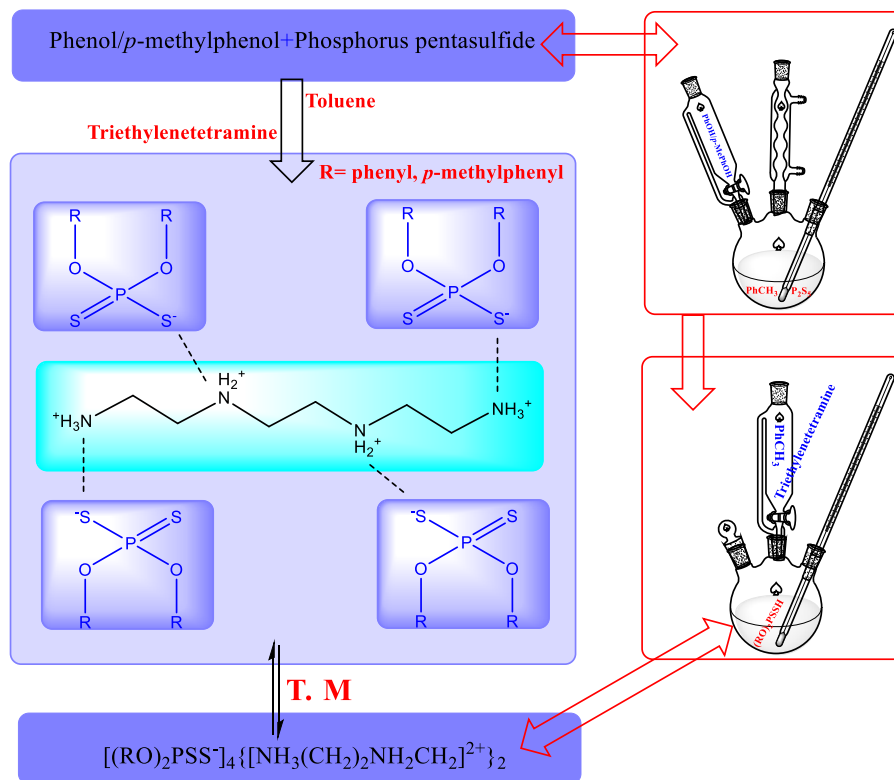 Phenol/p-methylphenol+Phosphorus pentasulfide
Toluene
Triethylenetetramine
R= phenyl, p-methylphenyl
R R
O O
P
S S⁻
R R
O O
P
S S⁻
⁺H₃N
H₂⁺
N
N
H₂⁺
NH₃⁺
⁻S S
P
O O
R R
⁻S S
P
O O
R R
T. M
[(RO)₂PSS⁻]₄{[NH₃(CH₂)₂NH₂CH₂]²⁺}₂
PhOH/p-MePhOH
PhCH₃
P₂S₅
PhCH₃
Triethylenetetramine
(RO)₂PSSH